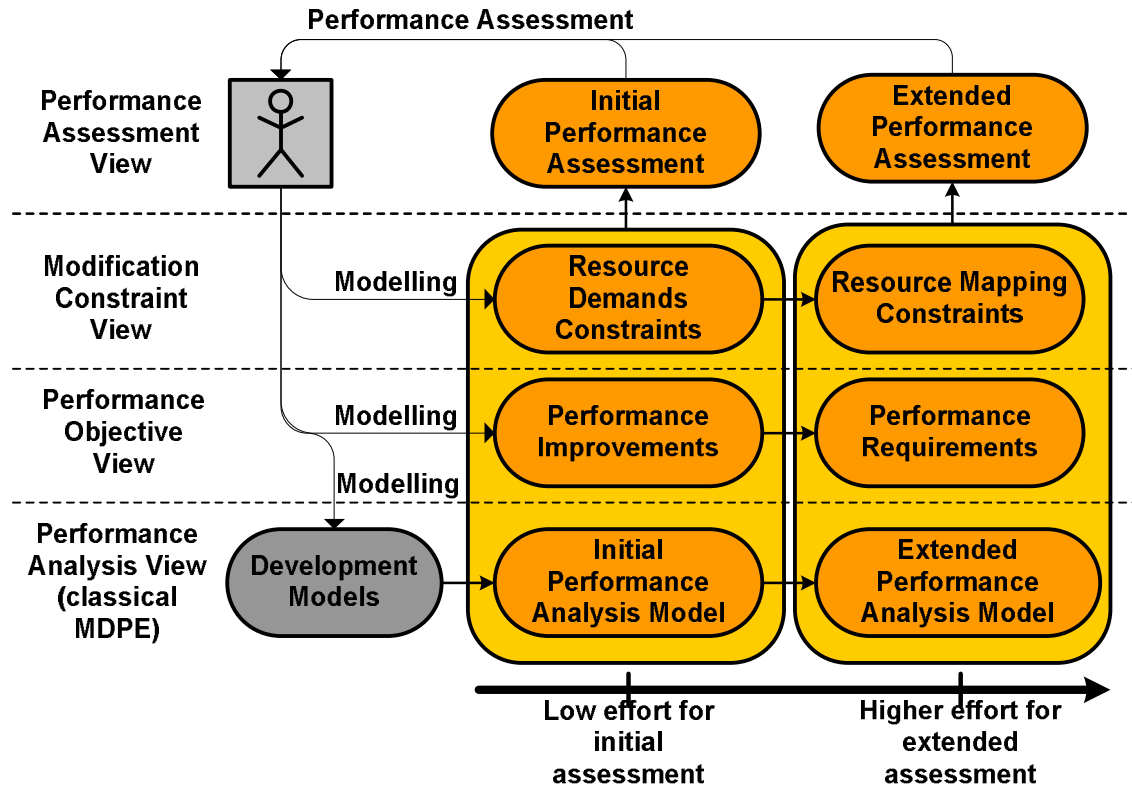 Performance Assessment
Performance
Assessment
View
Initial
Performance
Assessment
Extended
Performance
Assessment
Modification
Constraint
View
Modelling
Resource
Demands
Constraints
Resource Mapping
Constraints
Performance
Objective
View
Modelling
Performance
Improvements
Performance
Requirements
Modelling
Performance
Analysis View
(classical
MDPE)
Development
Models
Initial
Performance
Analysis Model
Extended
Performance
Analysis Model
Low effort for
initial
assessment
Higher effort for
extended
assessment